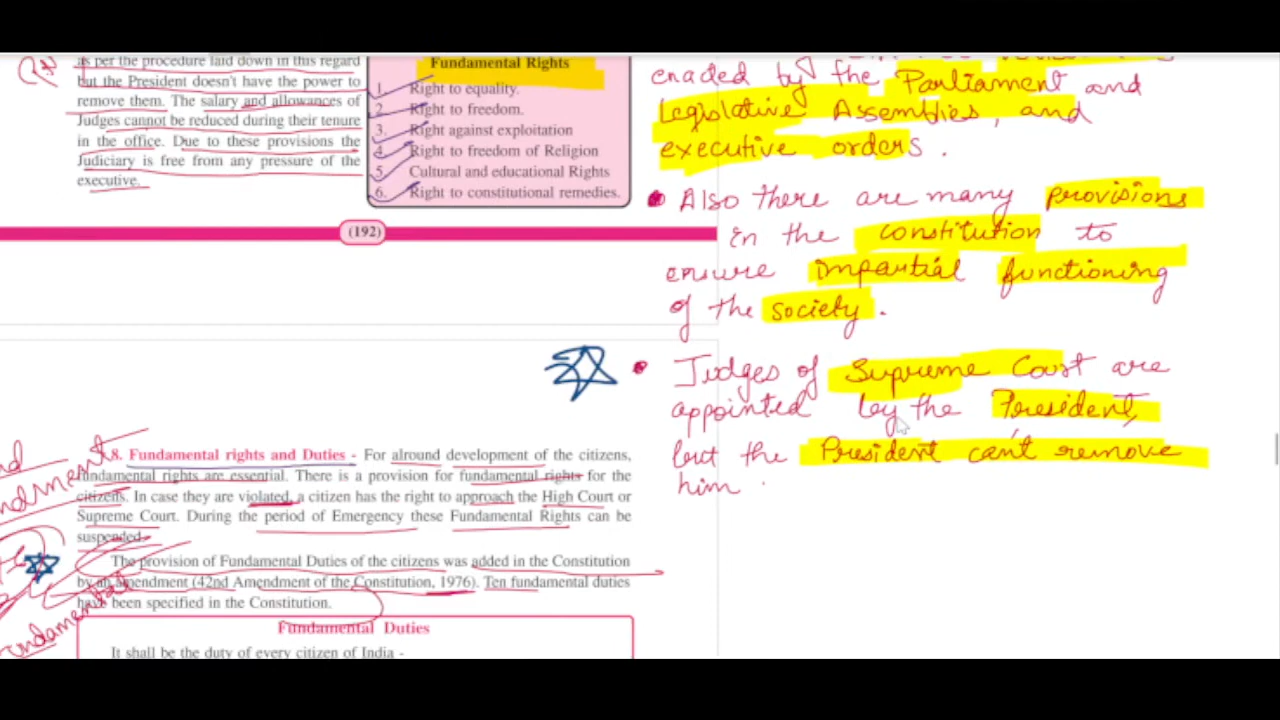 as per the procedure laid down in this regard
but the President doesn't have the power to
remove them. The salary and allowances of
Judges cannot be reduced during their tenure
in the office. Due to these provisions the
Judiciary is free from any pressure of the
executive.
Fundamental Rights
1. Right to equality.
2. Right to freedom.
3. Right against exploitation
4. Right to freedom of Religion
5. Cultural and educational Rights
6. Right to constitutional remedies.
(192)
8. Fundamental rights and Duties - For alround development of the citizens,
fundamental rights are essential. There is a provision for fundamental rights for the
citizens. In case they are violated, a citizen has the right to approach the High Court or
Supreme Court. During the period of Emergency these Fundamental Rights can be
suspended.
The provision of Fundamental Duties of the citizens was added in the Constitution
by an amendment (42nd Amendment of the Constitution, 1976). Ten fundamental duties
have been specified in the Constitution.
Fundamental Duties
It shall be the duty of every citizen of India -
enacted by the Parliament and
Legislative Assemblies, and
executive orders.
Also there are many provisions
in the constitution to
ensure impartial functioning
of the society.
Judges of Supreme Court are
appointed by the President,
but the President can't remove
him.